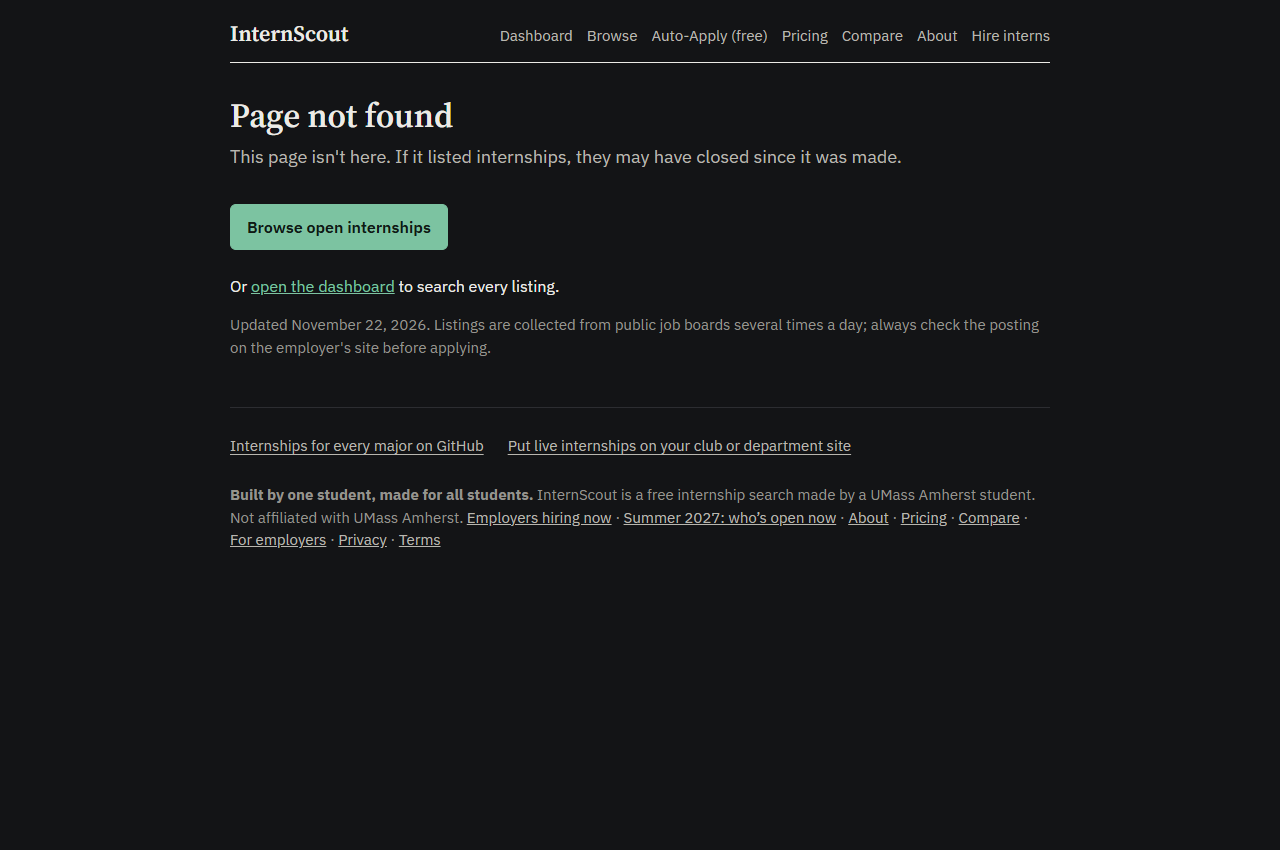 InternScout
Dashboard Browse Auto-Apply (free) Pricing Compare About Hire interns
Page not found
This page isn't here. If it listed internships, they may have closed since it was made.
Browse open internships
Or open the dashboard to search every listing.
Updated November 22, 2026. Listings are collected from public job boards several times a day; always check the posting
on the employer's site before applying.
Internships for every major on GitHub Put live internships on your club or department site
Built by one student, made for all students. InternScout is a free internship search made by a UMass Amherst student.
Not affiliated with UMass Amherst. Employers hiring now · Summer 2027: who’s open now · About · Pricing · Compare ·
For employers · Privacy · Terms